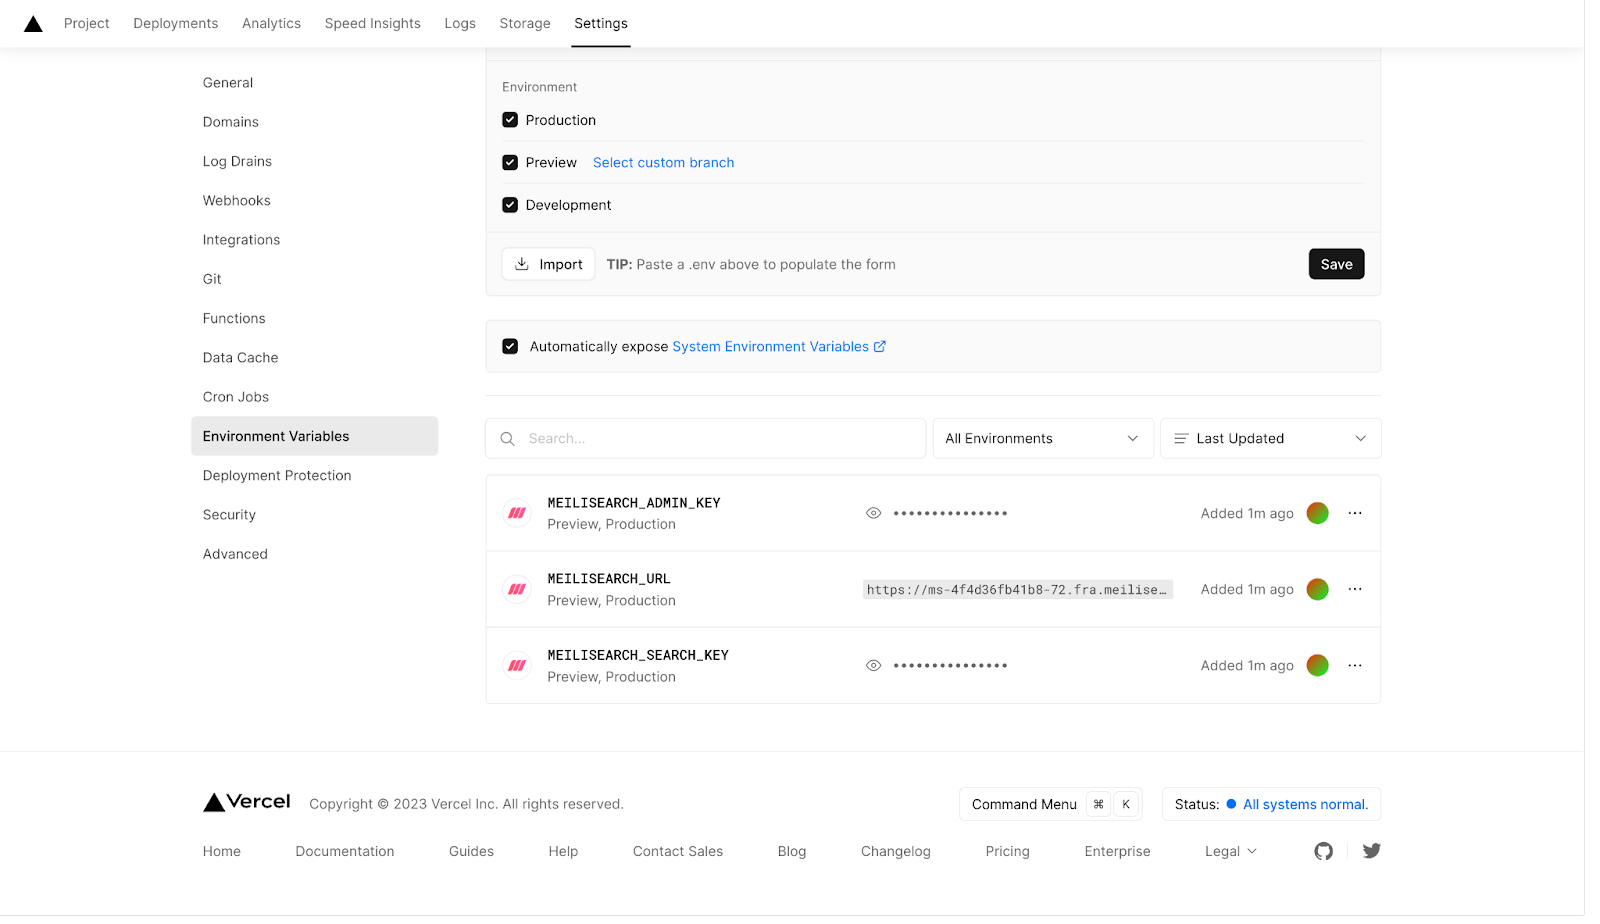 Project Deployments Analytics Speed Insights Logs Storage Settings
General
Domains
Log Drains
Webhooks
Integrations
Git
Functions
Data Cache
Cron Jobs
Environment Variables
Deployment Protection
Security
Advanced
Environment
Production
Preview Select custom branch
Development
Import TIP: Paste a .env above to populate the form Save
Automatically expose System Environment Variables
Search... All Environments Last Updated
MEILISEARCH_ADMIN_KEY
Preview, Production
•••••••••••••••
Added 1m ago
MEILISEARCH_URL
Preview, Production
https://ms-4f4d36fb41b8-72.fra.meilise…
Added 1m ago
MEILISEARCH_SEARCH_KEY
Preview, Production
•••••••••••••••
Added 1m ago
Vercel Copyright © 2023 Vercel Inc. All rights reserved. Command Menu ⌘ K Status: All systems normal.
Home Documentation Guides Help Contact Sales Blog Changelog Pricing Enterprise Legal